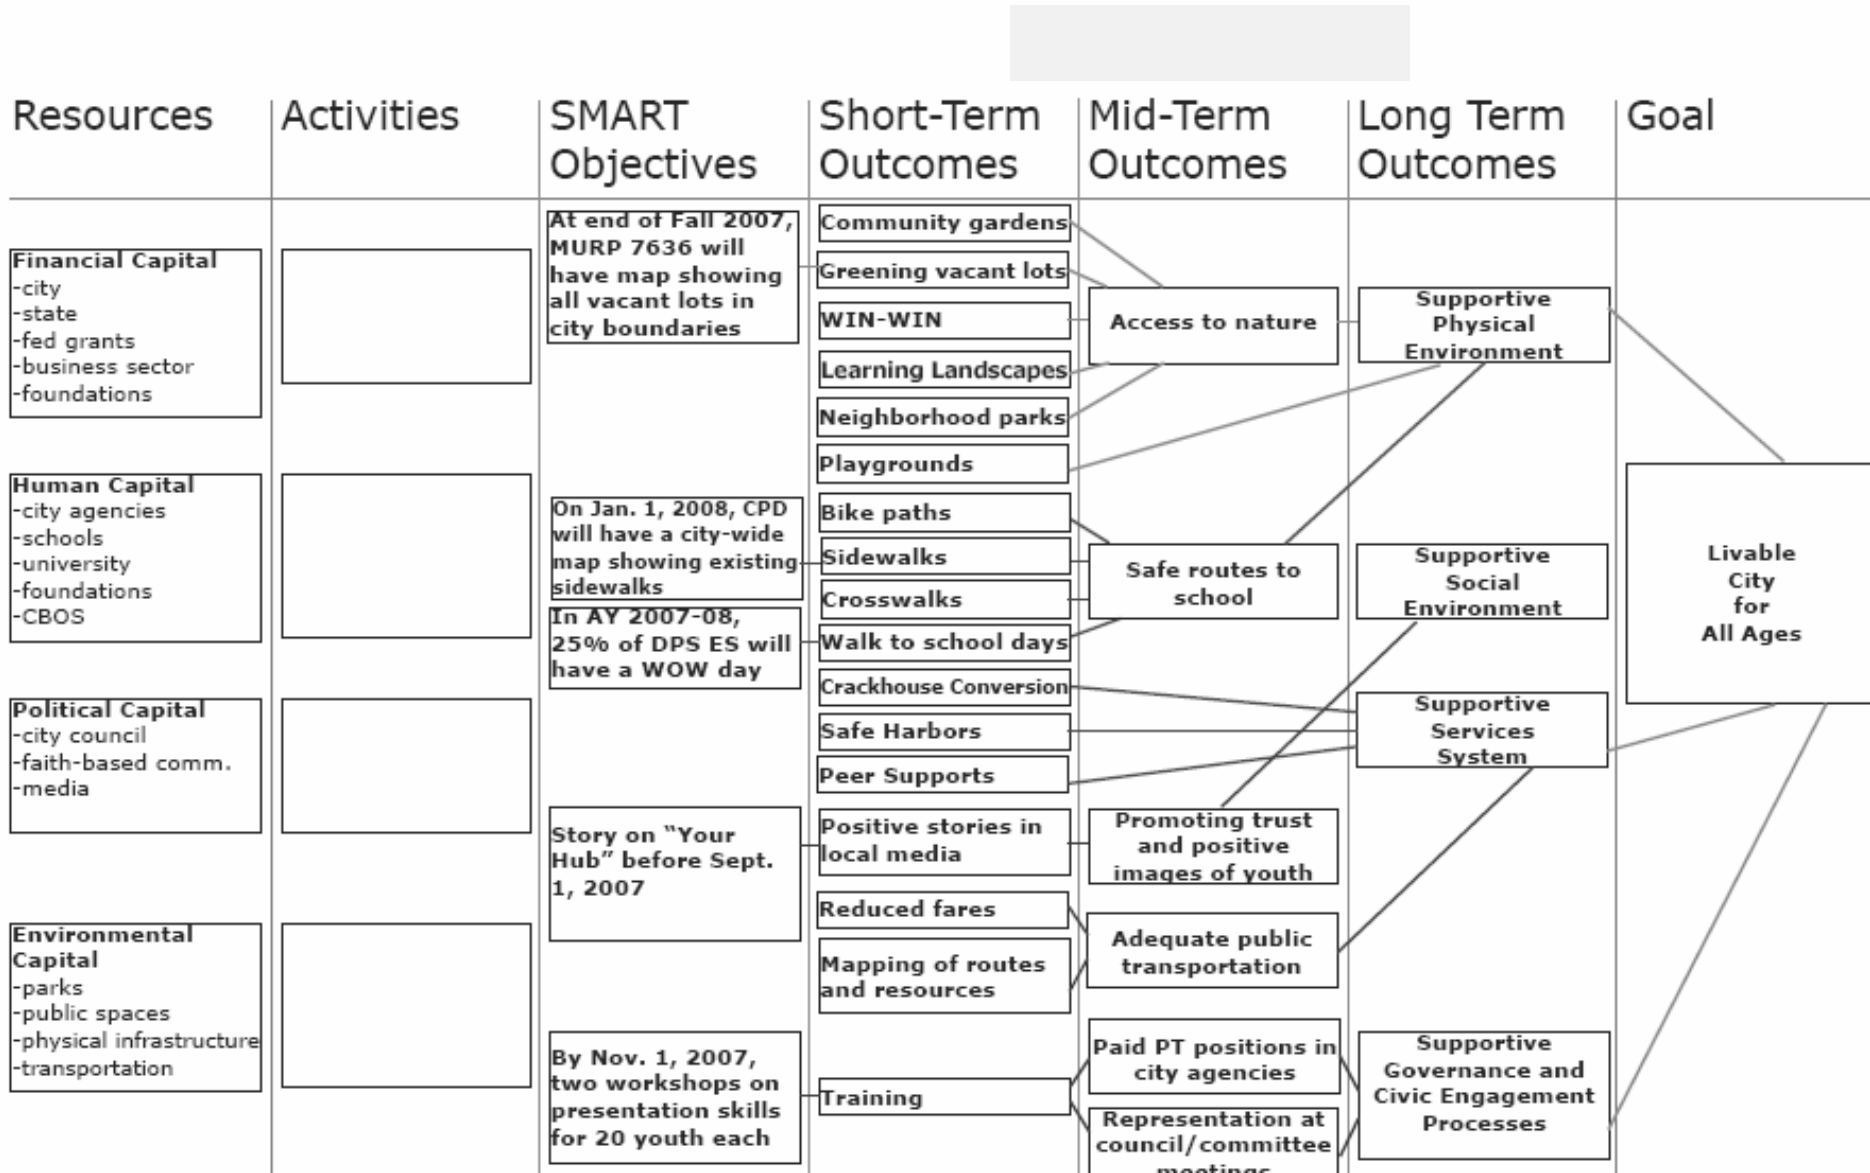 Resources
Activities
SMART
Objectives
Short-Term
Outcomes
Mid-Term
Outcomes
Long Term
Outcomes
Goal
Financial Capital
-city
-state
-fed grants
-business sector
-foundations
Human Capital
-city agencies
-schools
-university
-foundations
-CBOS
Political Capital
-city council
-faith-based comm.
-media
Environmental
Capital
-parks
-public spaces
-physical infrastructure
-transportation
At end of Fall 2007,
MURP 7636 will
have map showing
all vacant lots in
city boundaries
On Jan. 1, 2008, CPD
will have a city-wide
map showing existing
sidewalks
In AY 2007-08,
25% of DPS ES will
have a WOW day
Story on “Your
Hub” before Sept.
1, 2007
By Nov. 1, 2007,
two workshops on
presentation skills
for 20 youth each
Community gardens
Greening vacant lots
WIN-WIN
Learning Landscapes
Neighborhood parks
Playgrounds
Bike paths
Sidewalks
Crosswalks
Walk to school days
Crackhouse Conversion
Safe Harbors
Peer Supports
Positive stories in
local media
Reduced fares
Mapping of routes
and resources
Training
Access to nature
Safe routes to
school
Promoting trust
and positive
images of youth
Adequate public
transportation
Paid PT positions in
city agencies
Representation at
council/committee
meetings
Supportive
Physical
Environment
Supportive
Social
Environment
Supportive
Services
System
Supportive
Governance and
Civic Engagement
Processes
Livable
City
for
All Ages